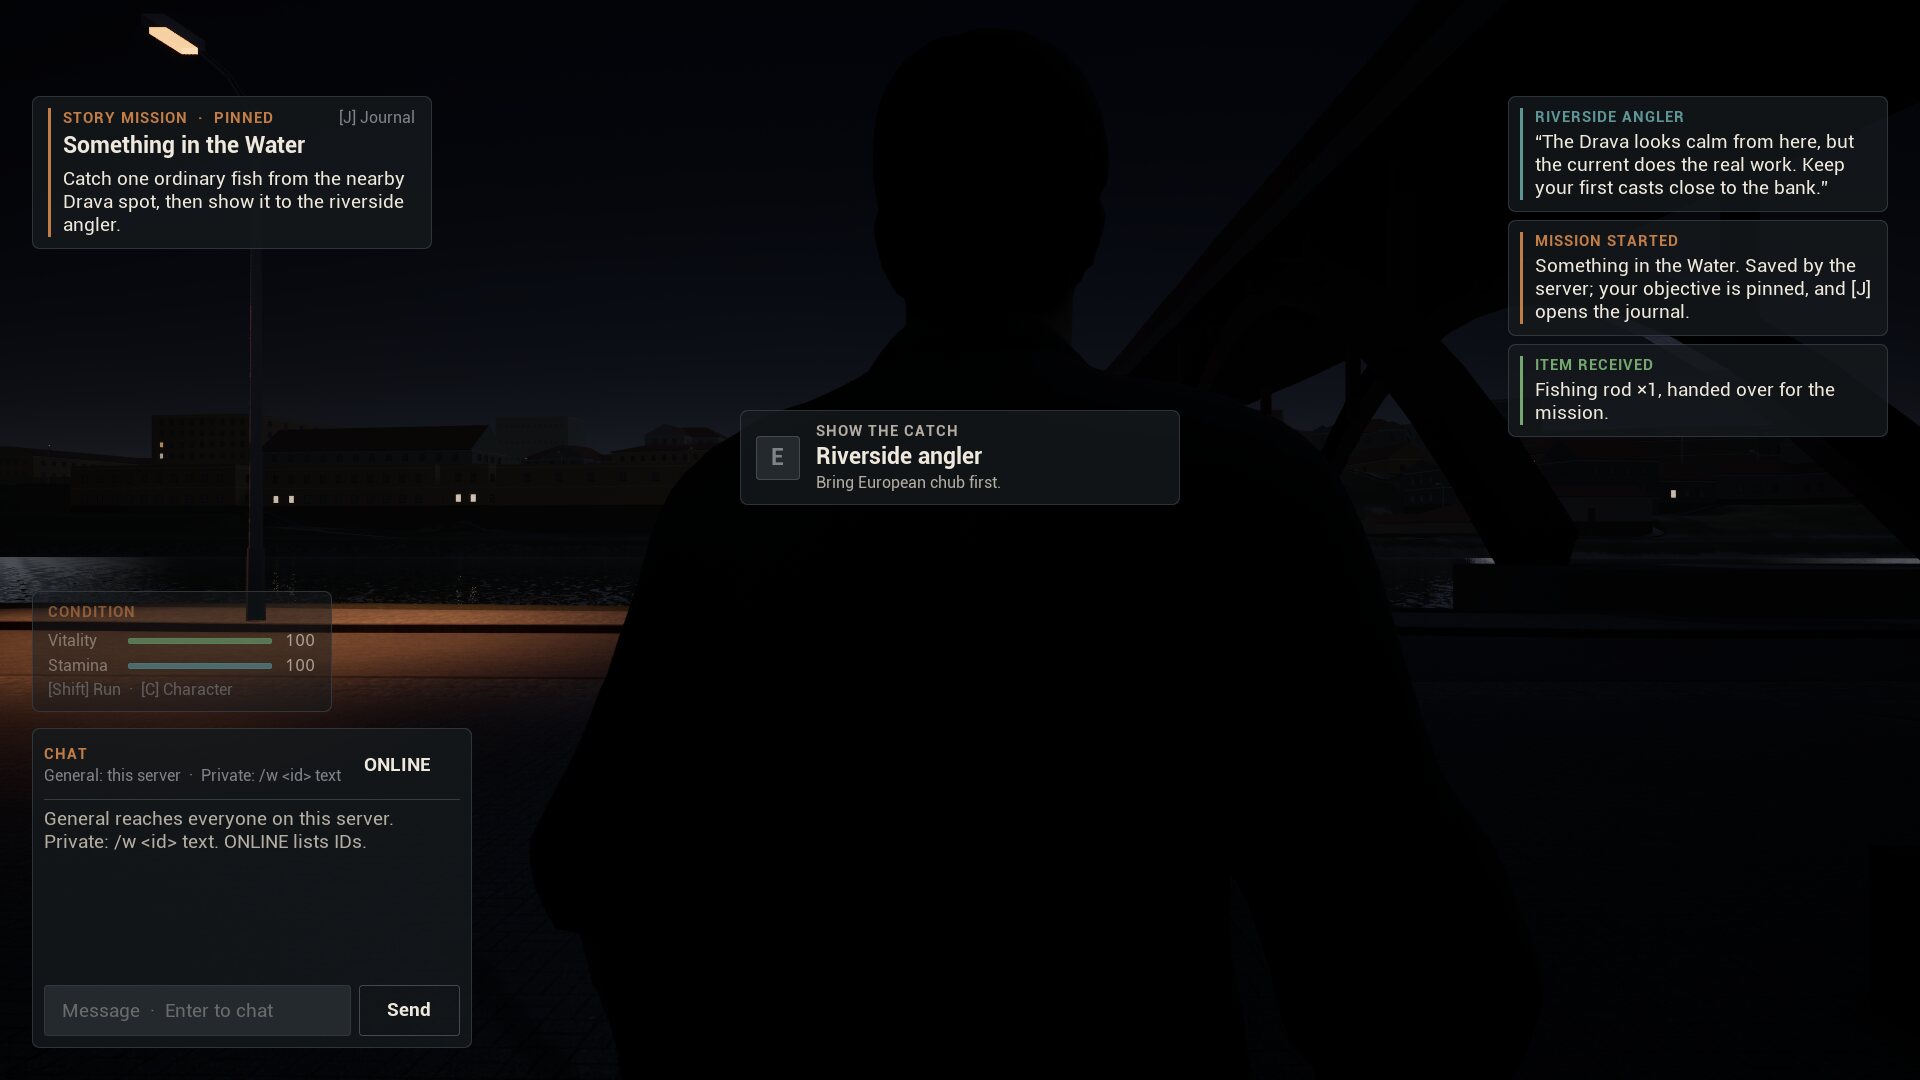 STORY MISSION · PINNED [J] Journal
Something in the Water
Catch one ordinary fish from the nearby
Drava spot, then show it to the riverside
angler.
RIVERSIDE ANGLER
“The Drava looks calm from here, but
the current does the real work. Keep
your first casts close to the bank.”
MISSION STARTED
Something in the Water. Saved by the
server; your objective is pinned, and [J]
opens the journal.
ITEM RECEIVED
Fishing rod ×1, handed over for the
mission.
SHOW THE CATCH
E Riverside angler
Bring European chub first.
CONDITION
Vitality 100
Stamina 100
[Shift] Run · [C] Character
CHAT
General: this server · Private: /w <id> text
ONLINE
General reaches everyone on this server.
Private: /w <id> text. ONLINE lists IDs.
Message · Enter to chat
Send